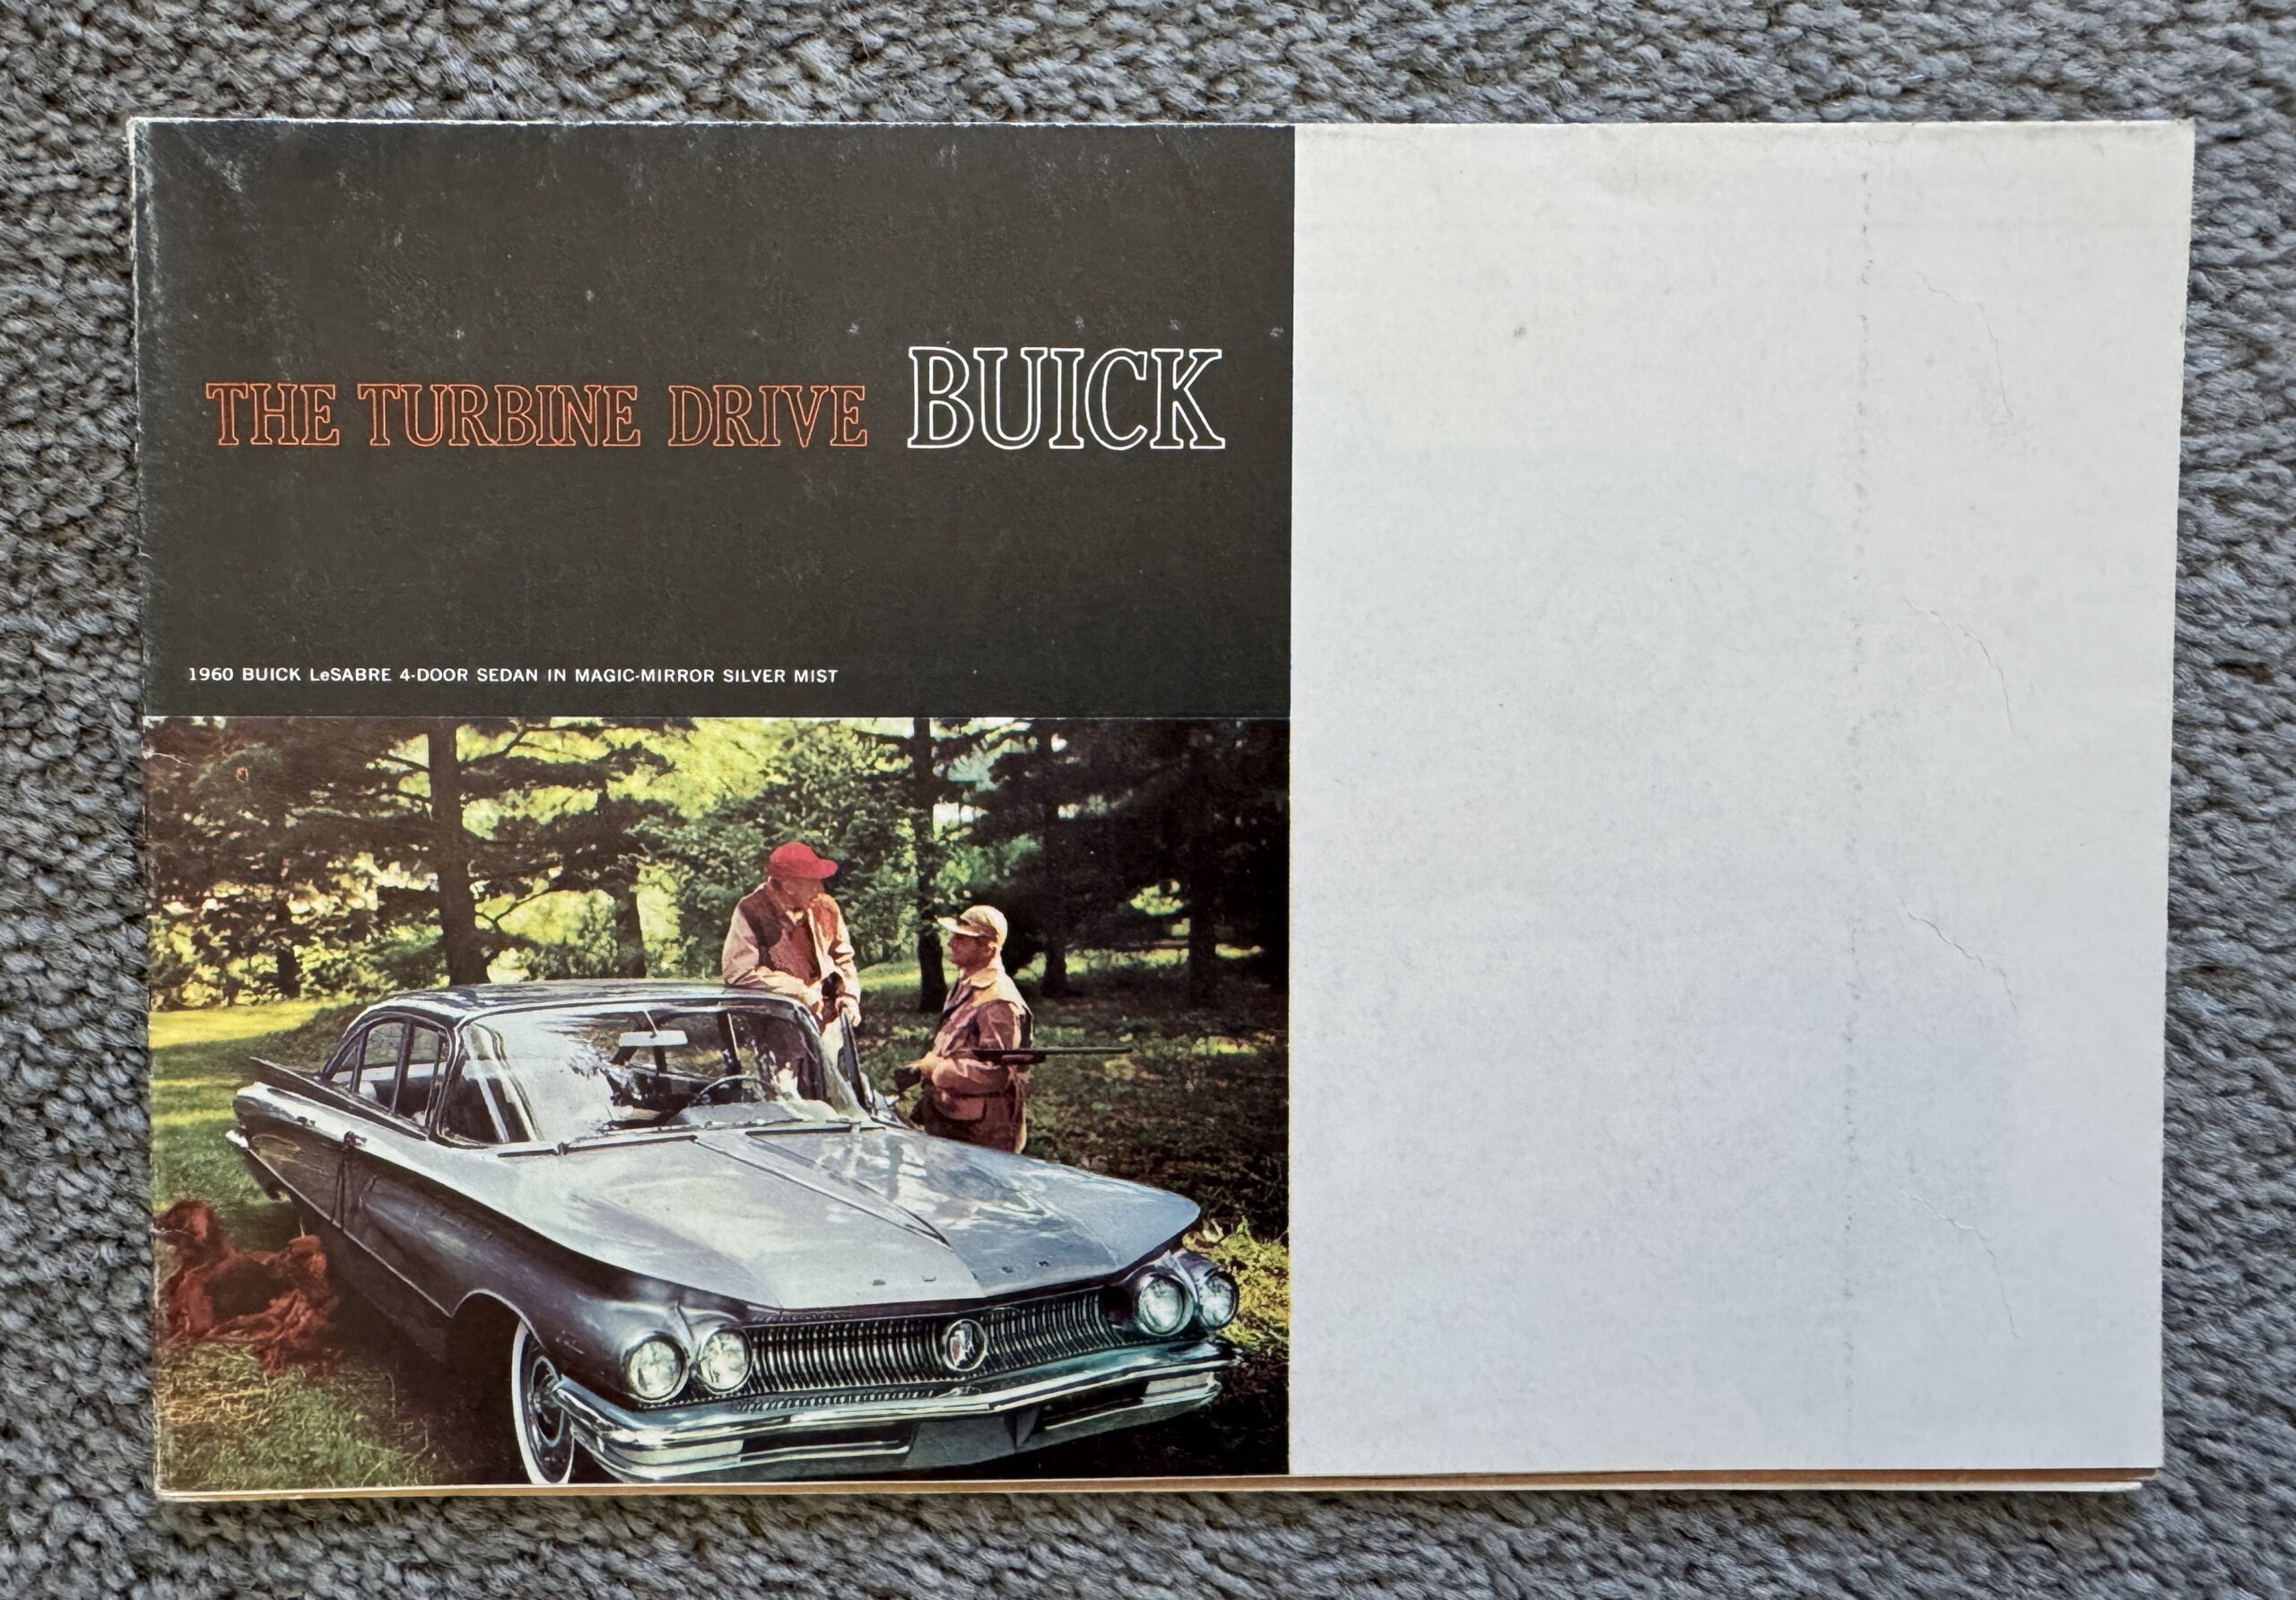 THE TURBINE DRIVE BUICK
1960 BUICK LeSABRE 4-DOOR SEDAN IN MAGIC-MIRROR SILVER MIST